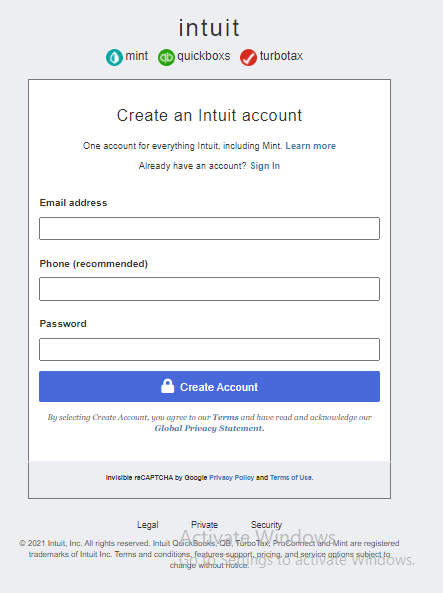 intuit
mint qb quickboxs turbotax
Create an Intuit account
One account for everything Intuit, including Mint. Learn more
Already have an account? Sign In
Email address
Phone (recommended)
Password
Create Account
By selecting Create Account, you agree to our Terms and have read and acknowledge our
Global Privacy Statement.
Invisible reCAPTCHA by Google Privacy Policy and Terms of Use.
Legal Private Security
Activate Windows
© 2021 Intuit, Inc. All rights reserved. Intuit QuickBooks, QB, TurboTax, ProConnect and Mint are registered
trademarks of Intuit Inc. Terms and conditions, features support, pricing, and service options subject to
Go to Settings to activate Windows.
change without notice.